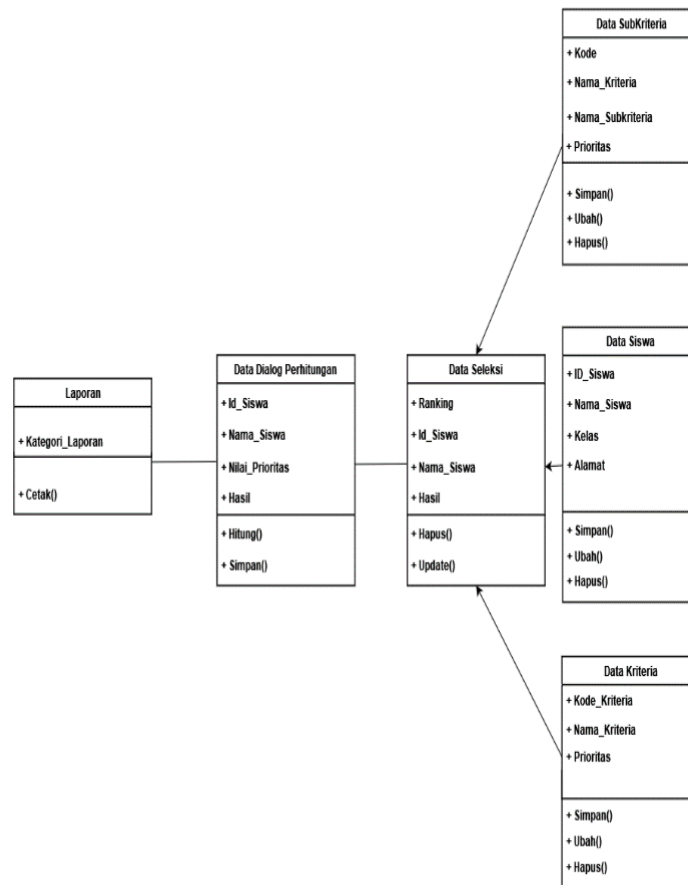 Data SubKriteria
+ Kode
+ Nama_Kriteria
+ Nama_Subkriteria
+ Prioritas
+ Simpan()
+ Ubah()
+ Hapus()
Laporan
+ Kategori_Laporan
+ Cetak()
Data Dialog Perhitungan
+ Id_Siswa
+ Nama_Siswa
+ Nilai_Prioritas
+ Hasil
+ Hitung()
+ Simpan()
Data Seleksi
+ Ranking
+ Id_Siswa
+ Nama_Siswa
+ Hasil
+ Hapus()
+ Update()
Data Siswa
+ ID_Siswa
+ Nama_Siswa
+ Kelas
+ Alamat
+ Simpan()
+ Ubah()
+ Hapus()
Data Kriteria
+ Kode_Kriteria
+ Nama_Kriteria
+ Prioritas
+ Simpan()
+ Ubah()
+ Hapus()